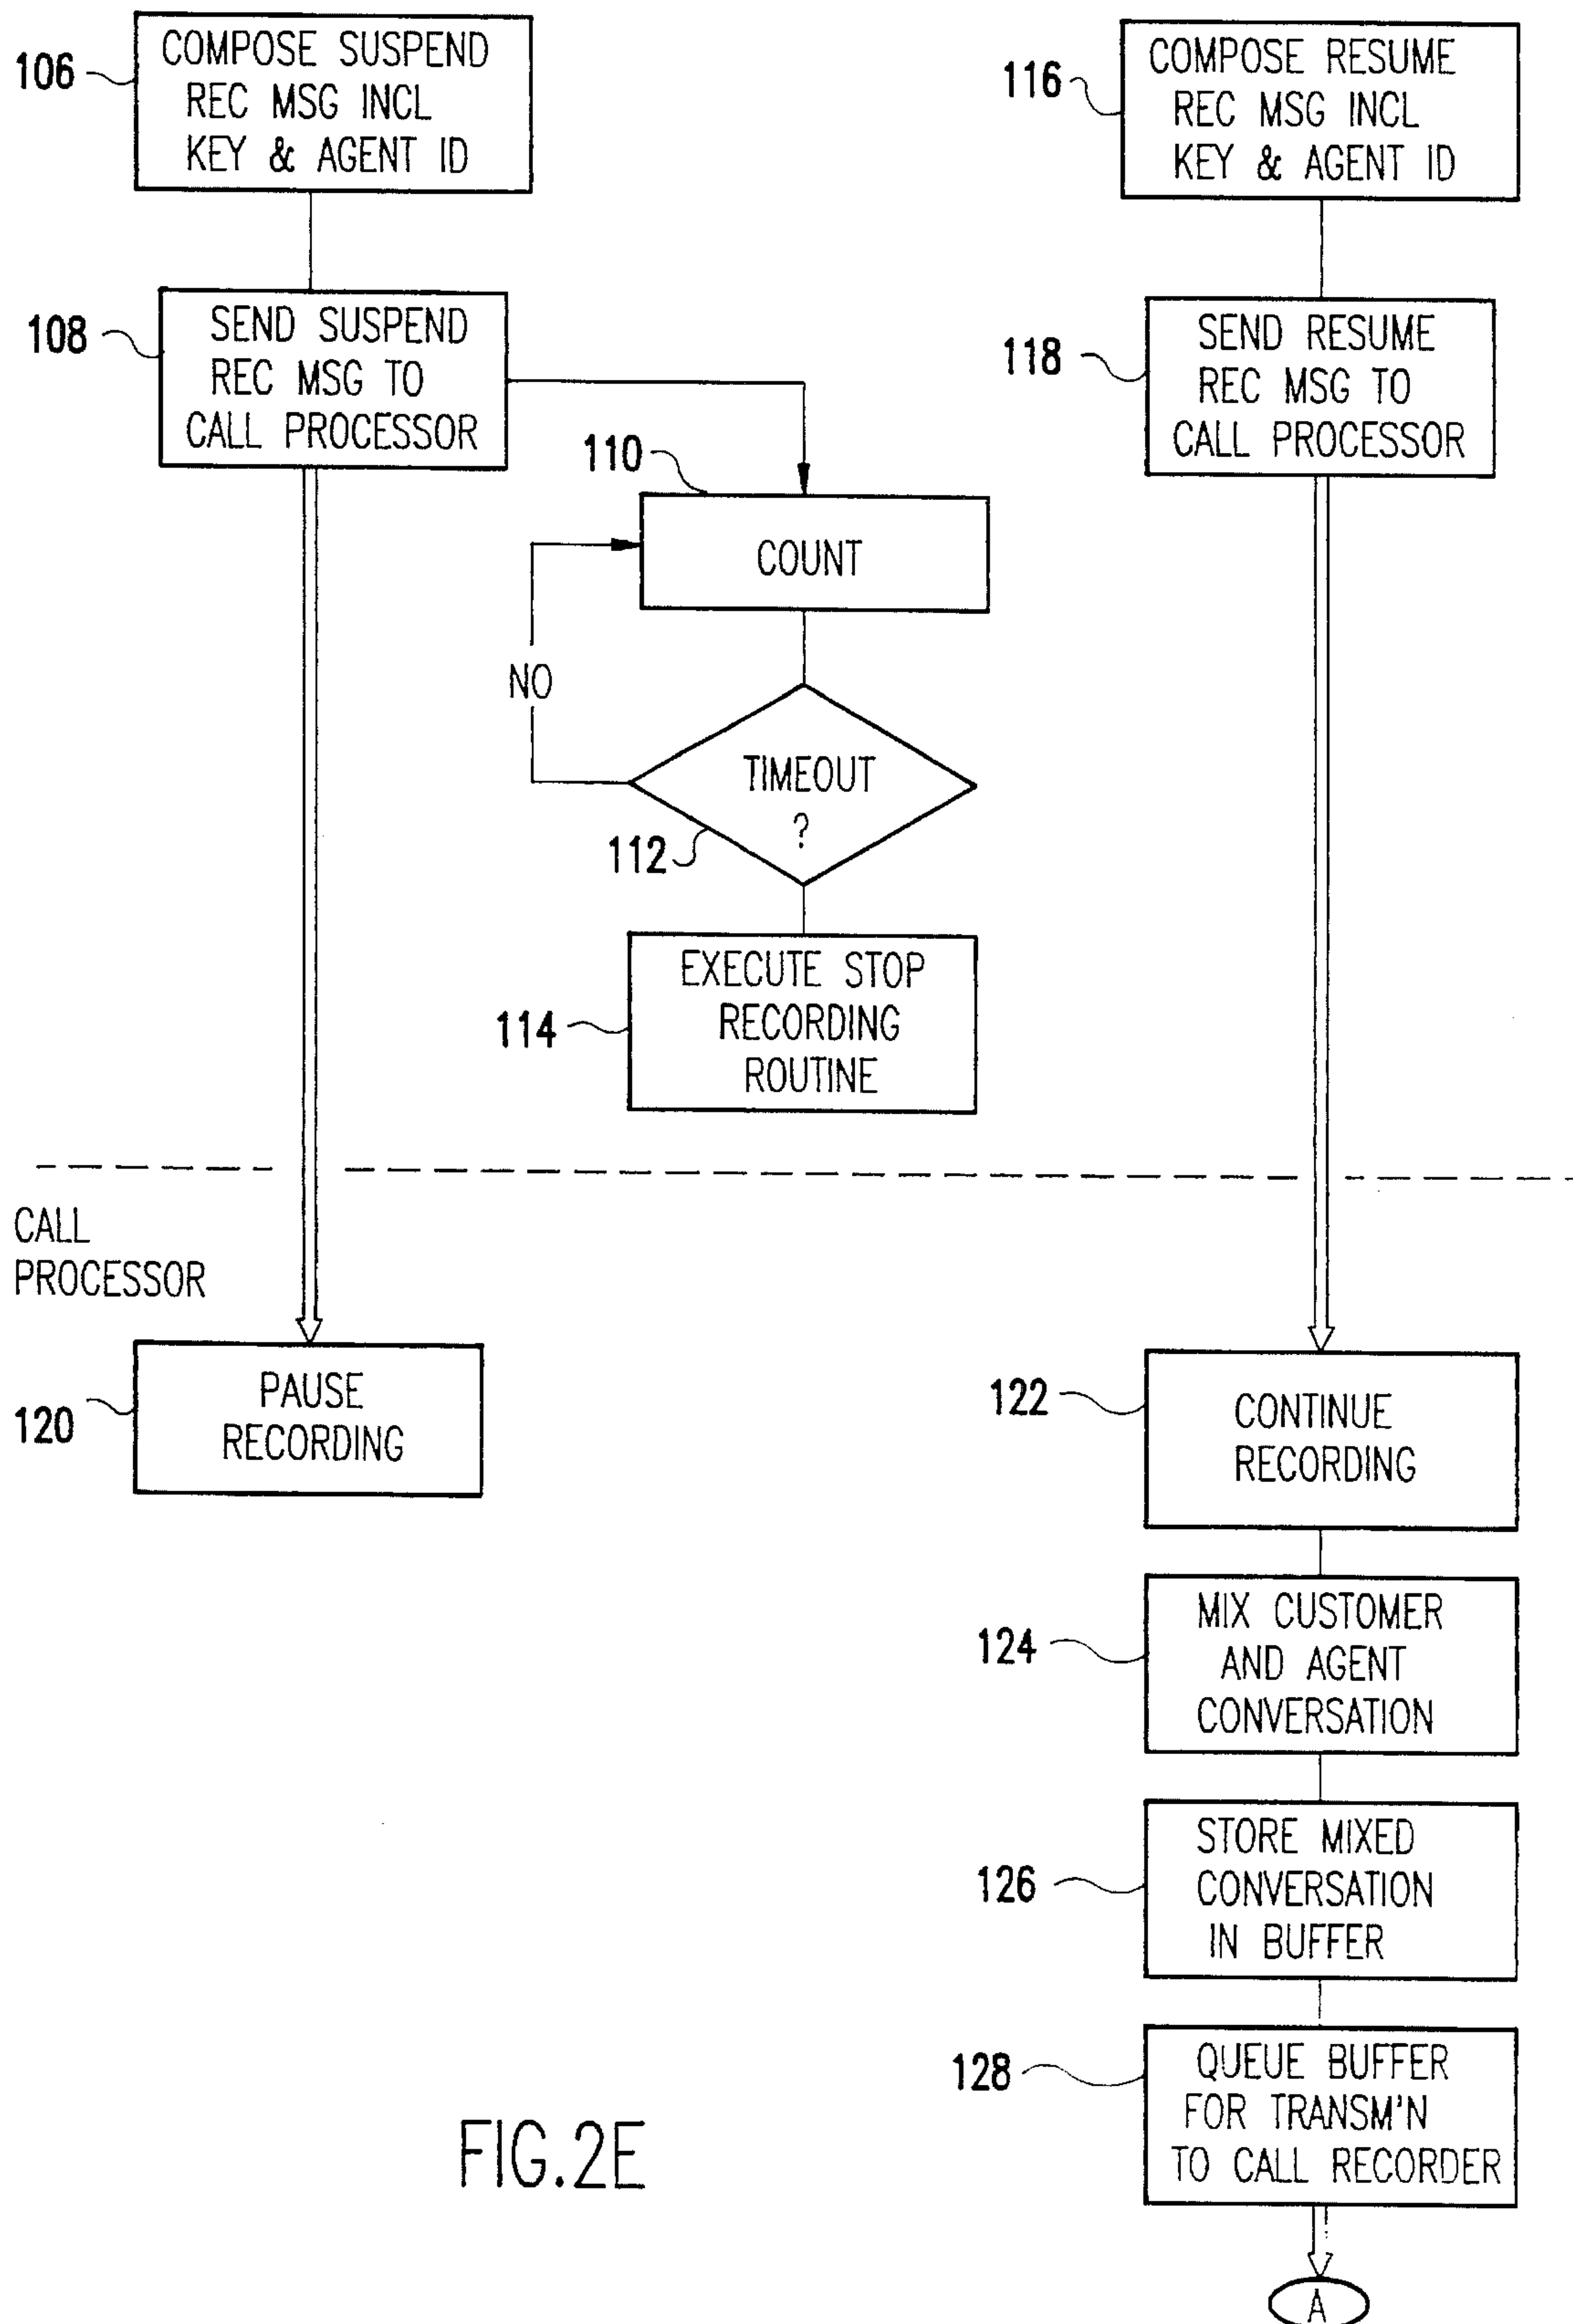 106
COMPOSE SUSPEND
REC MSG INCL
KEY & AGENT ID
108
SEND SUSPEND
REC MSG TO
CALL PROCESSOR
110
COUNT
NO
TIMEOUT
?
112
114
EXECUTE STOP
RECORDING
ROUTINE
116
COMPOSE RESUME
REC MSG INCL
KEY & AGENT ID
118
SEND RESUME
REC MSG TO
CALL PROCESSOR
CALL
PROCESSOR
120
PAUSE
RECORDING
122
CONTINUE
RECORDING
124
MIX CUSTOMER
AND AGENT
CONVERSATION
126
STORE MIXED
CONVERSATION
IN BUFFER
128
QUEUE BUFFER
FOR TRANSM'N
TO CALL RECORDER
A
FIG.2E